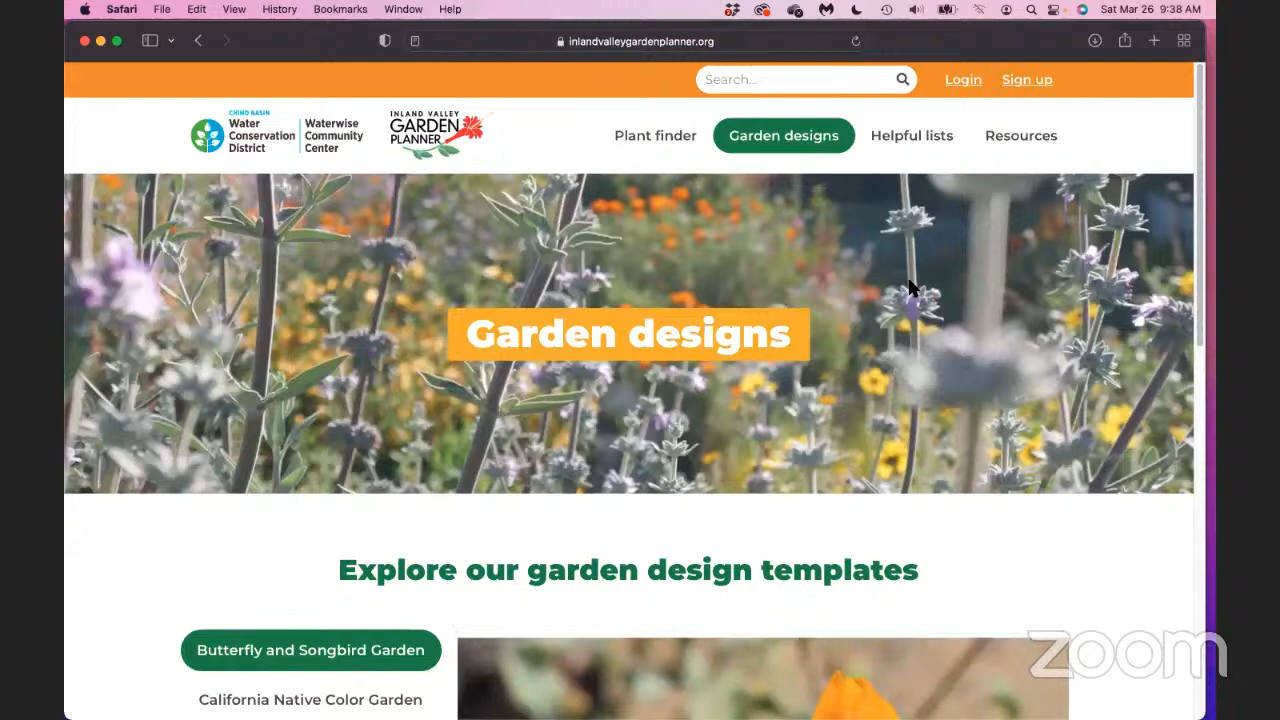 Safari File Edit View History Bookmarks Window Help Sat Mar 26 9:38 AM
inlandvalleygardenplanner.org
Search... Login Sign up
CHINO BASIN
Water
Conservation
District
Waterwise
Community
Center
INLAND VALLEY
GARDEN
PLANNER
Plant finder Garden designs Helpful lists Resources
Garden designs
Explore our garden design templates
Butterfly and Songbird Garden
California Native Color Garden
zoom